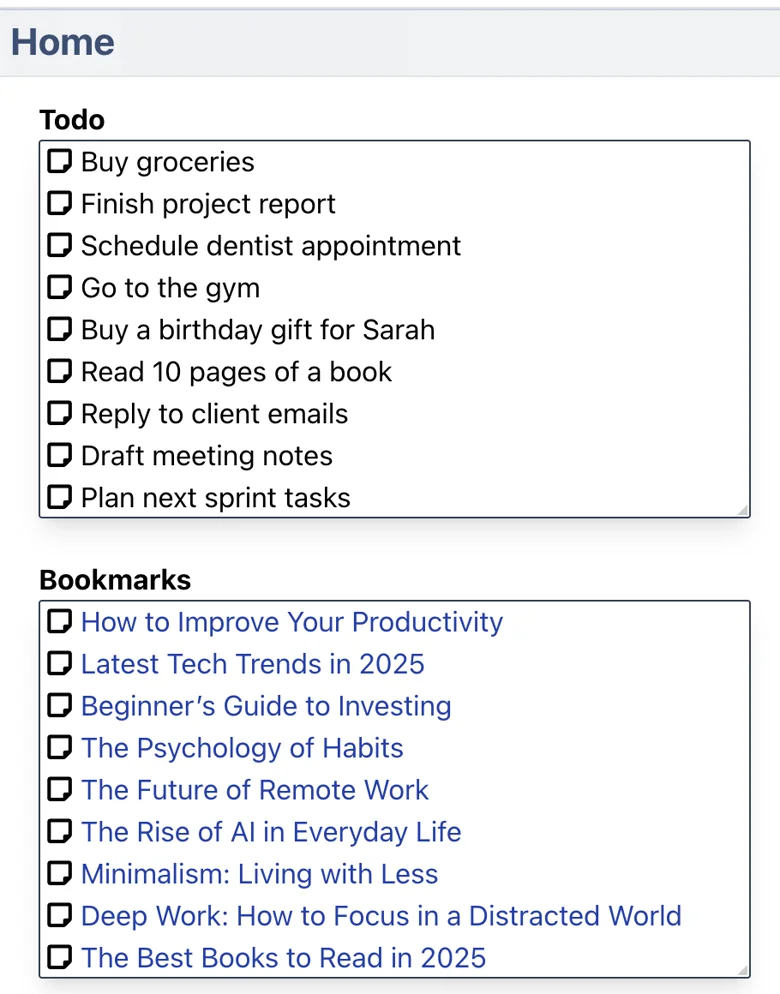 Home
Todo
Buy groceries
Finish project report
Schedule dentist appointment
Go to the gym
Buy a birthday gift for Sarah
Read 10 pages of a book
Reply to client emails
Draft meeting notes
Plan next sprint tasks
Bookmarks
How to Improve Your Productivity
Latest Tech Trends in 2025
Beginner’s Guide to Investing
The Psychology of Habits
The Future of Remote Work
The Rise of AI in Everyday Life
Minimalism: Living with Less
Deep Work: How to Focus in a Distracted World
The Best Books to Read in 2025